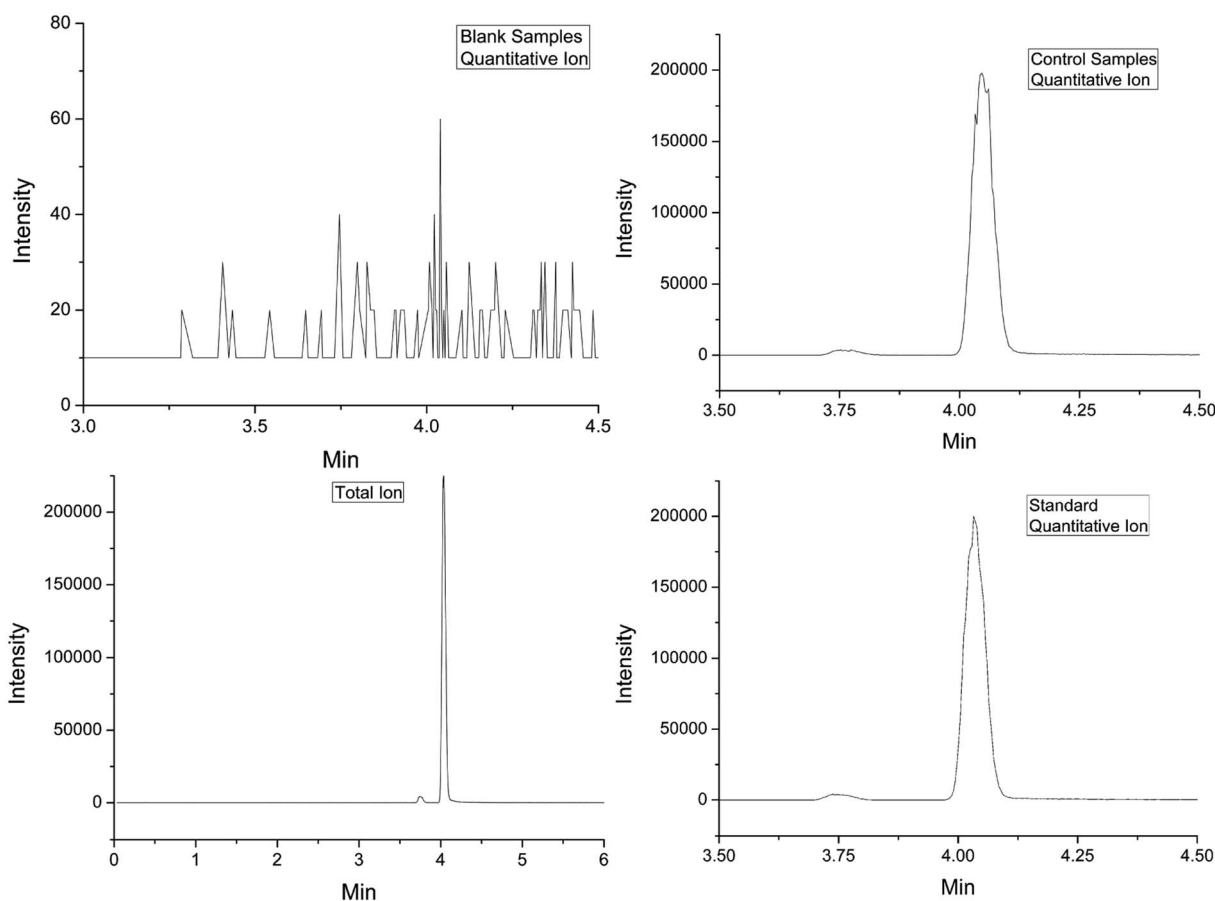 80
60
40
20
0
Intensity
Blank Samples
Quantitative Ion
3.0
3.5
4.0
4.5
Min
200000
150000
100000
50000
0
Intensity
Control Samples
Quantitative Ion
3.50
3.75
4.00
4.25
4.50
Min
200000
150000
100000
50000
0
Intensity
Total Ion
0
1
2
3
4
5
6
Min
200000
150000
100000
50000
0
Intensity
Standard
Quantitative Ion
3.50
3.75
4.00
4.25
4.50
Min